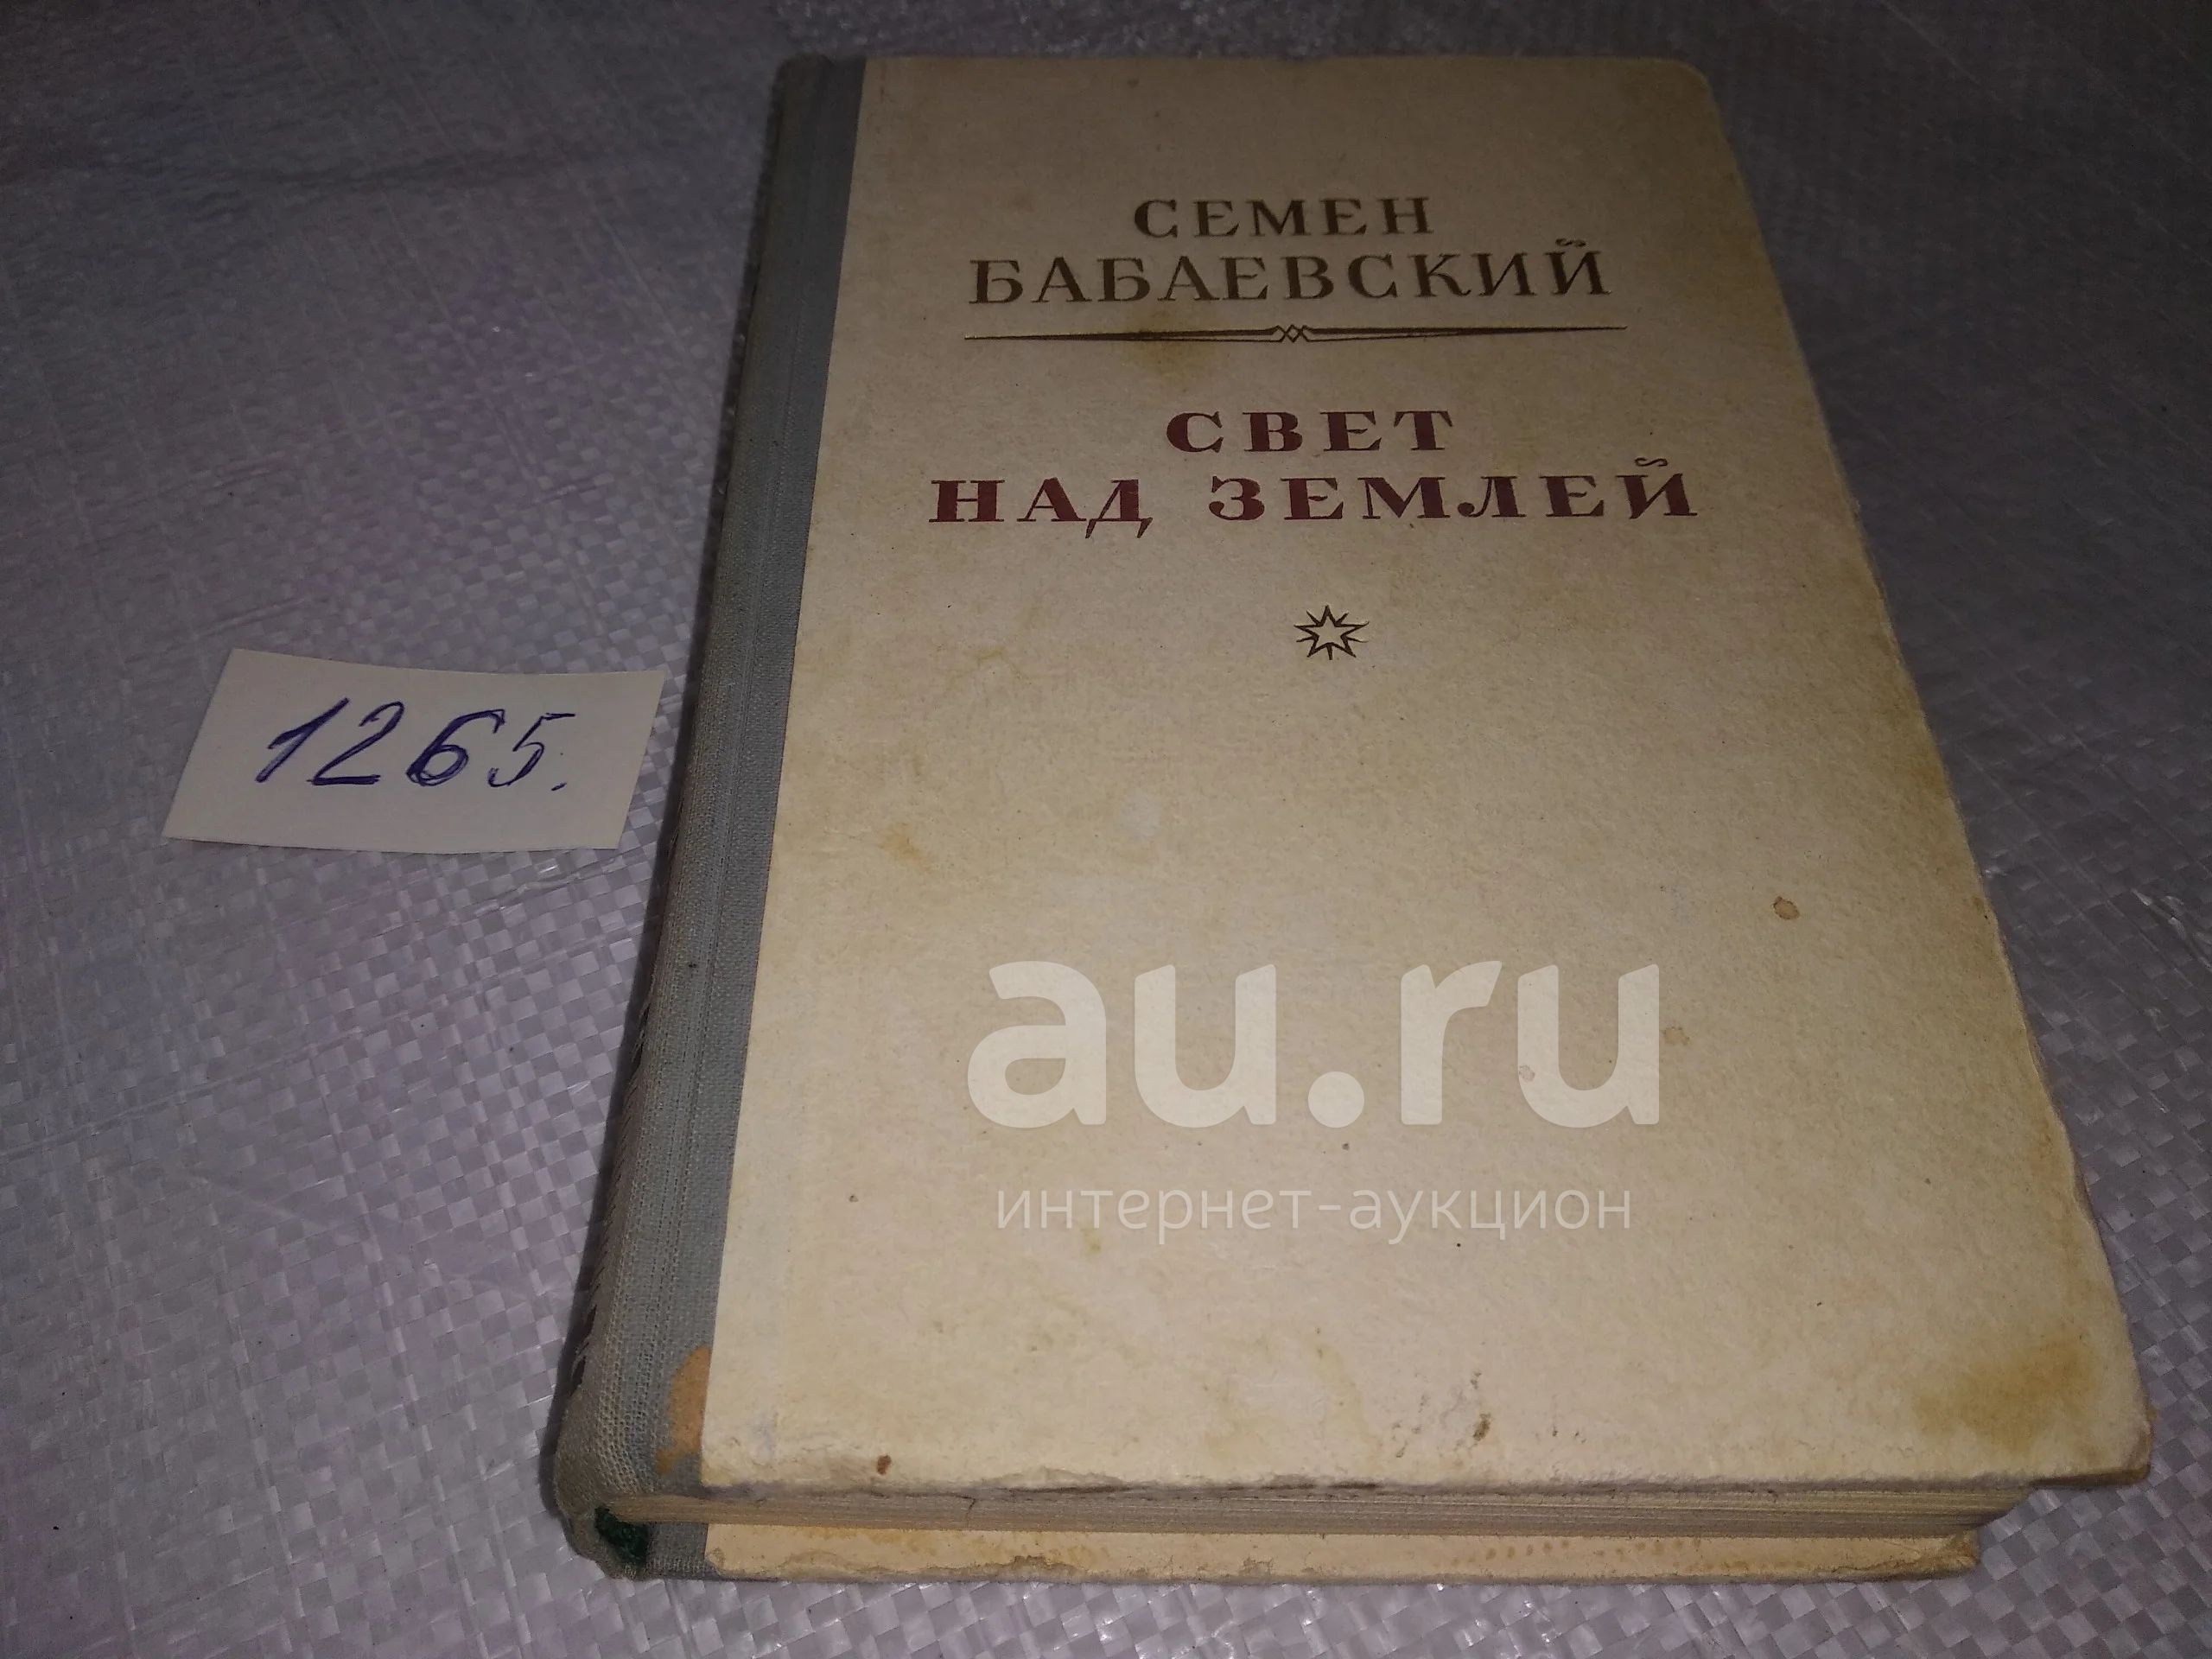 СЕМЕН
БАБАЕВСКИЙ
СВЕТ
НАД ЗЕМЛЕЙ
1265.
au.ru
интернет-аукцион